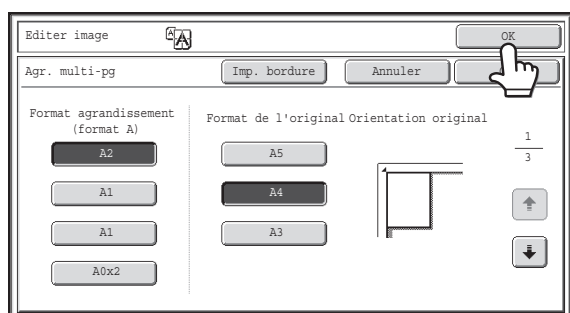 Editer image
OK
Agr. multi-pg
Imp. bordure
Annuler
Format agrandissement
(format A)
A2
A1
A1
A0x2
Format de l'original
A5
A4
A3
Orientation original
1
3